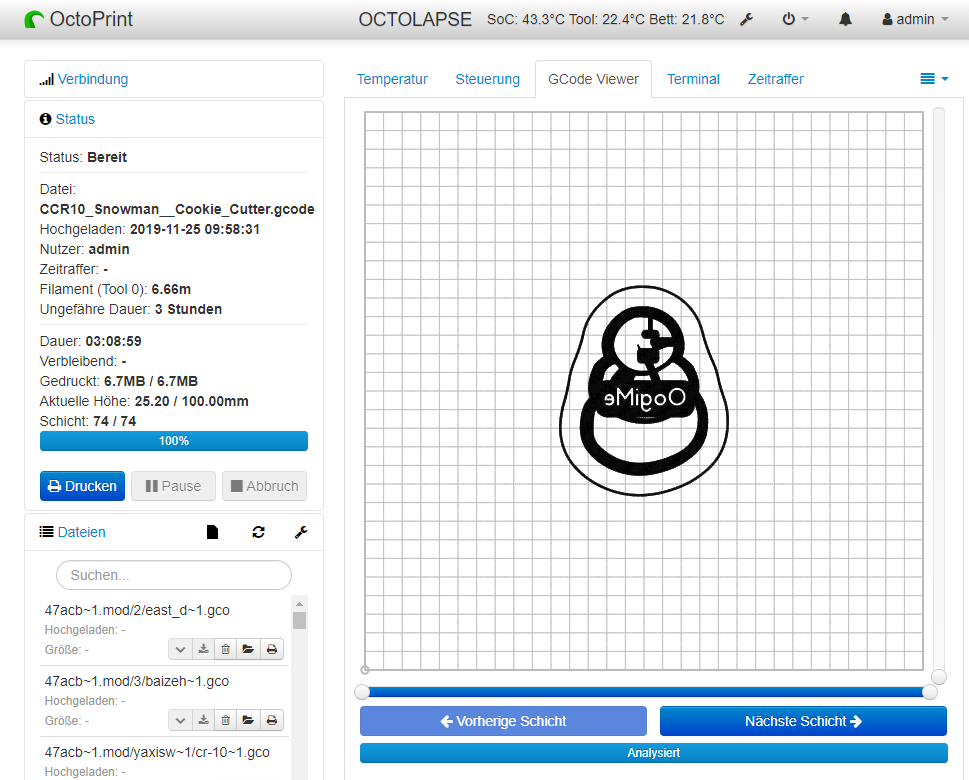 OctoPrint
OCTOLAPSE SoC: 43.3°C Tool: 22.4°C Bett: 21.8°C
admin
Verbindung
Status
Status: Bereit
Datei:
CCR10_Snowman__Cookie_Cutter.gcode
Hochgeladen: 2019-11-25 09:58:31
Nutzer: admin
Zeitraffer: -
Filament (Tool 0): 6.66m
Ungefähre Dauer: 3 Stunden
Dauer: 03:08:59
Verbleibend: -
Gedruckt: 6.7MB / 6.7MB
Aktuelle Höhe: 25.20 / 100.00mm
Schicht: 74 / 74
100%
Drucken Pause Abbruch
Dateien
Suchen...
47acb~1.mod/2/east_d~1.gco
Hochgeladen: -
Größe: -
47acb~1.mod/3/baizeh~1.gco
Hochgeladen: -
Größe: -
47acb~1.mod/yaxisw~1/cr-10~1.gco
Hochgeladen: -
Temperatur Steuerung GCode Viewer Terminal Zeitraffer
OogiMe
Vorherige Schicht Nächste Schicht
Analysiert